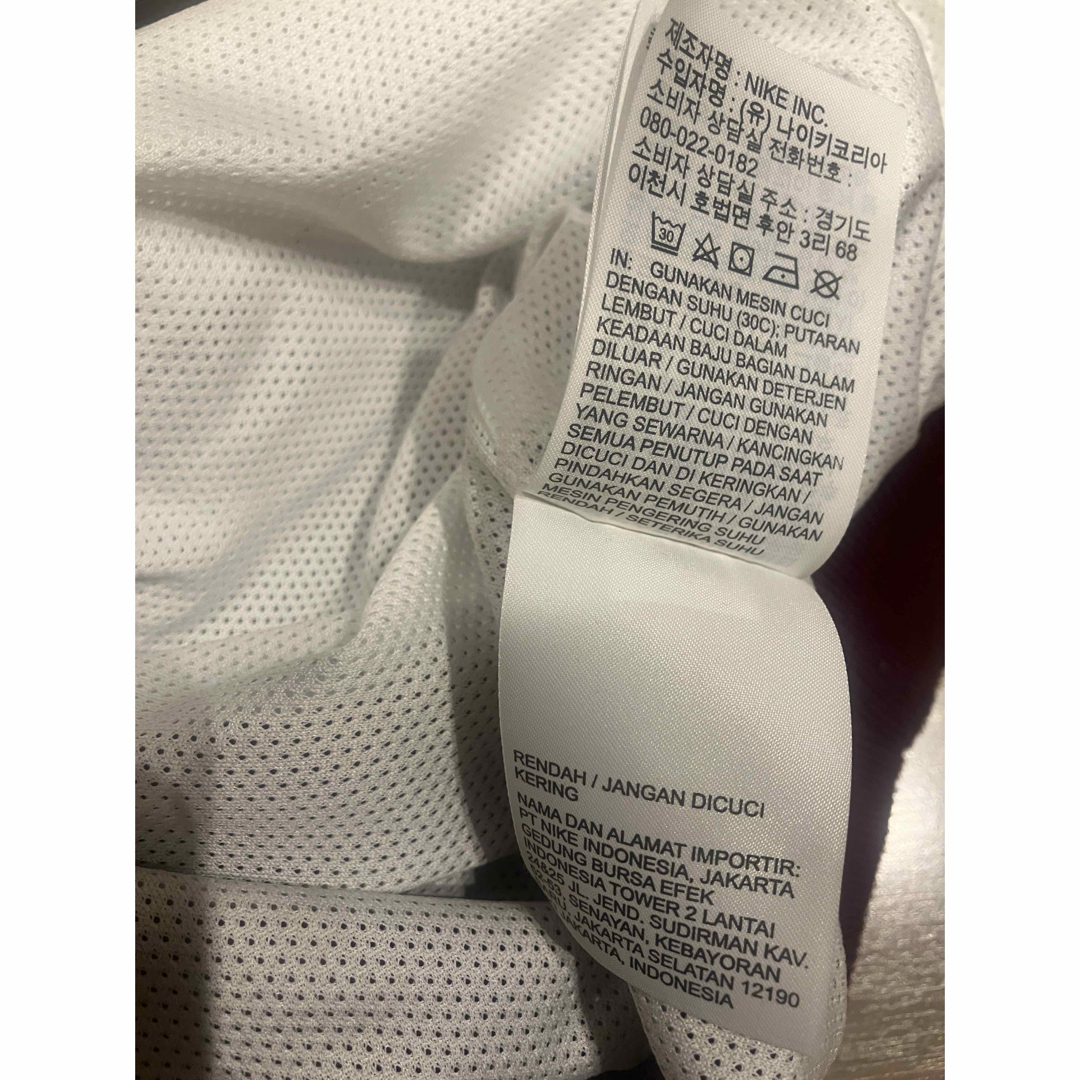 제조자명 : NIKE INC.
수입자명 : (유) 나이키코리아
소비자 상담실 전화번호 :
080-022-0182
소비자 상담실 주소 : 경기도
이천시 호법면 후안 3리 68
30
IN: GUNAKAN MESIN CUCI
DENGAN SUHU (30C); PUTARAN
LEMBUT / CUCI DALAM
KEADAAN BAJU BAGIAN DALAM
DILUAR / GUNAKAN DETERJEN
RINGAN / JANGAN GUNAKAN
PELEMBUT / CUCI DENGAN
YANG SEWARNA / KANCINGKAN
SEMUA PENUTUP PADA SAAT
DICUCI DAN DI KERINGKAN /
PINDAHKAN SEGERA / JANGAN
GUNAKAN PEMUTIH / GUNAKAN
MESIN PENGERING SUHU
RENDAH / SETERIKA SUHU
RENDAH / JANGAN DICUCI
KERING
NAMA DAN ALAMAT IMPORTIR:
PT NIKE INDONESIA, JAKARTA
GEDUNG BURSA EFEK
INDONESIA TOWER 2 LANTAI
24&25 JL. JEND. SUDIRMAN KAV.
52-53, SENAYAN, KEBAYORAN
JAKARTA SELATAN 12190
JAKARTA, INDONESIA